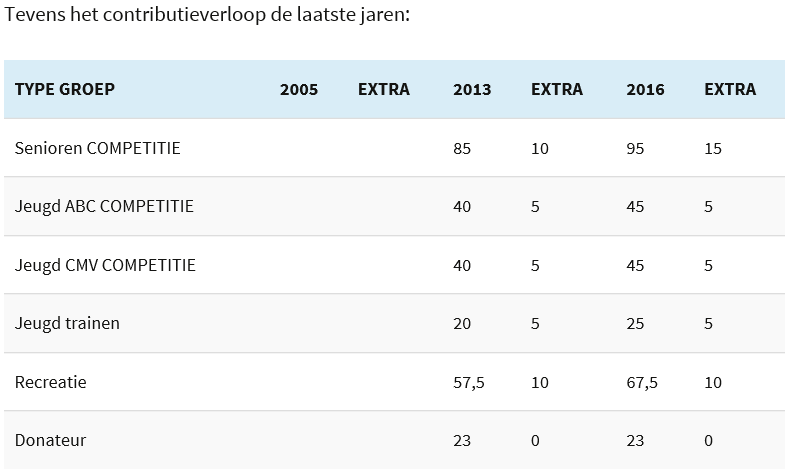 Tevens het contributieverloop de laatste jaren:
TYPE GROEP 2005 EXTRA 2013 EXTRA 2016 EXTRA
Senioren COMPETITIE 85 10 95 15
Jeugd ABC COMPETITIE 40 5 45 5
Jeugd CMV COMPETITIE 40 5 45 5
Jeugd trainen 20 5 25 5
Recreatie 57,5 10 67,5 10
Donateur 23 0 23 0